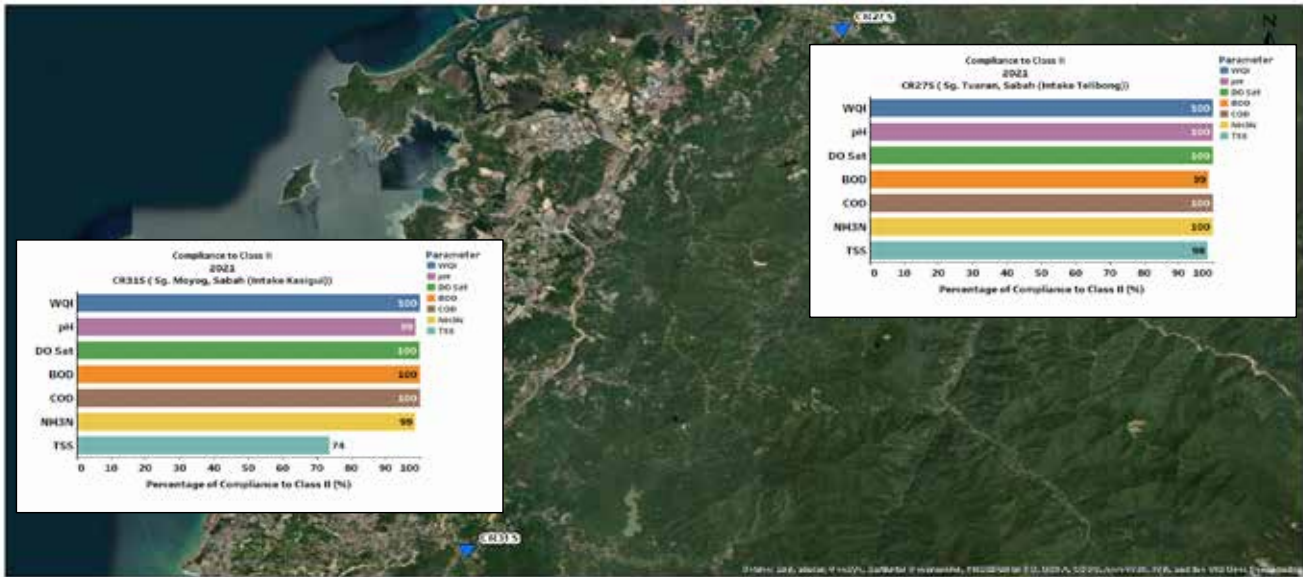 CR27S
N
Compliance to Class II
2021
CR27S ( Sg. Tuaran, Sabah (Intake Telibong))
WQI 100
pH 100
DO Sat 100
BOD 99
COD 100
NH3N 100
TSS 98
0 10 20 30 40 50 60 70 80 90 100
Percentage of Compliance to Class II (%)
Parameter
WQI
pH
DO Sat
BOD
COD
TSS
Compliance to Class II
2021
CR31S ( Sg. Moyog, Sabah (Intake Kasigui))
WQI 100
pH 99
DO Sat 100
BOD 100
COD 100
NH3N 99
TSS 74
0 10 20 30 40 50 60 70 80 90 100
Percentage of Compliance to Class II (%)
Parameter
WQI
pH
DO Sat
BOD
COD
TSS
CR31S